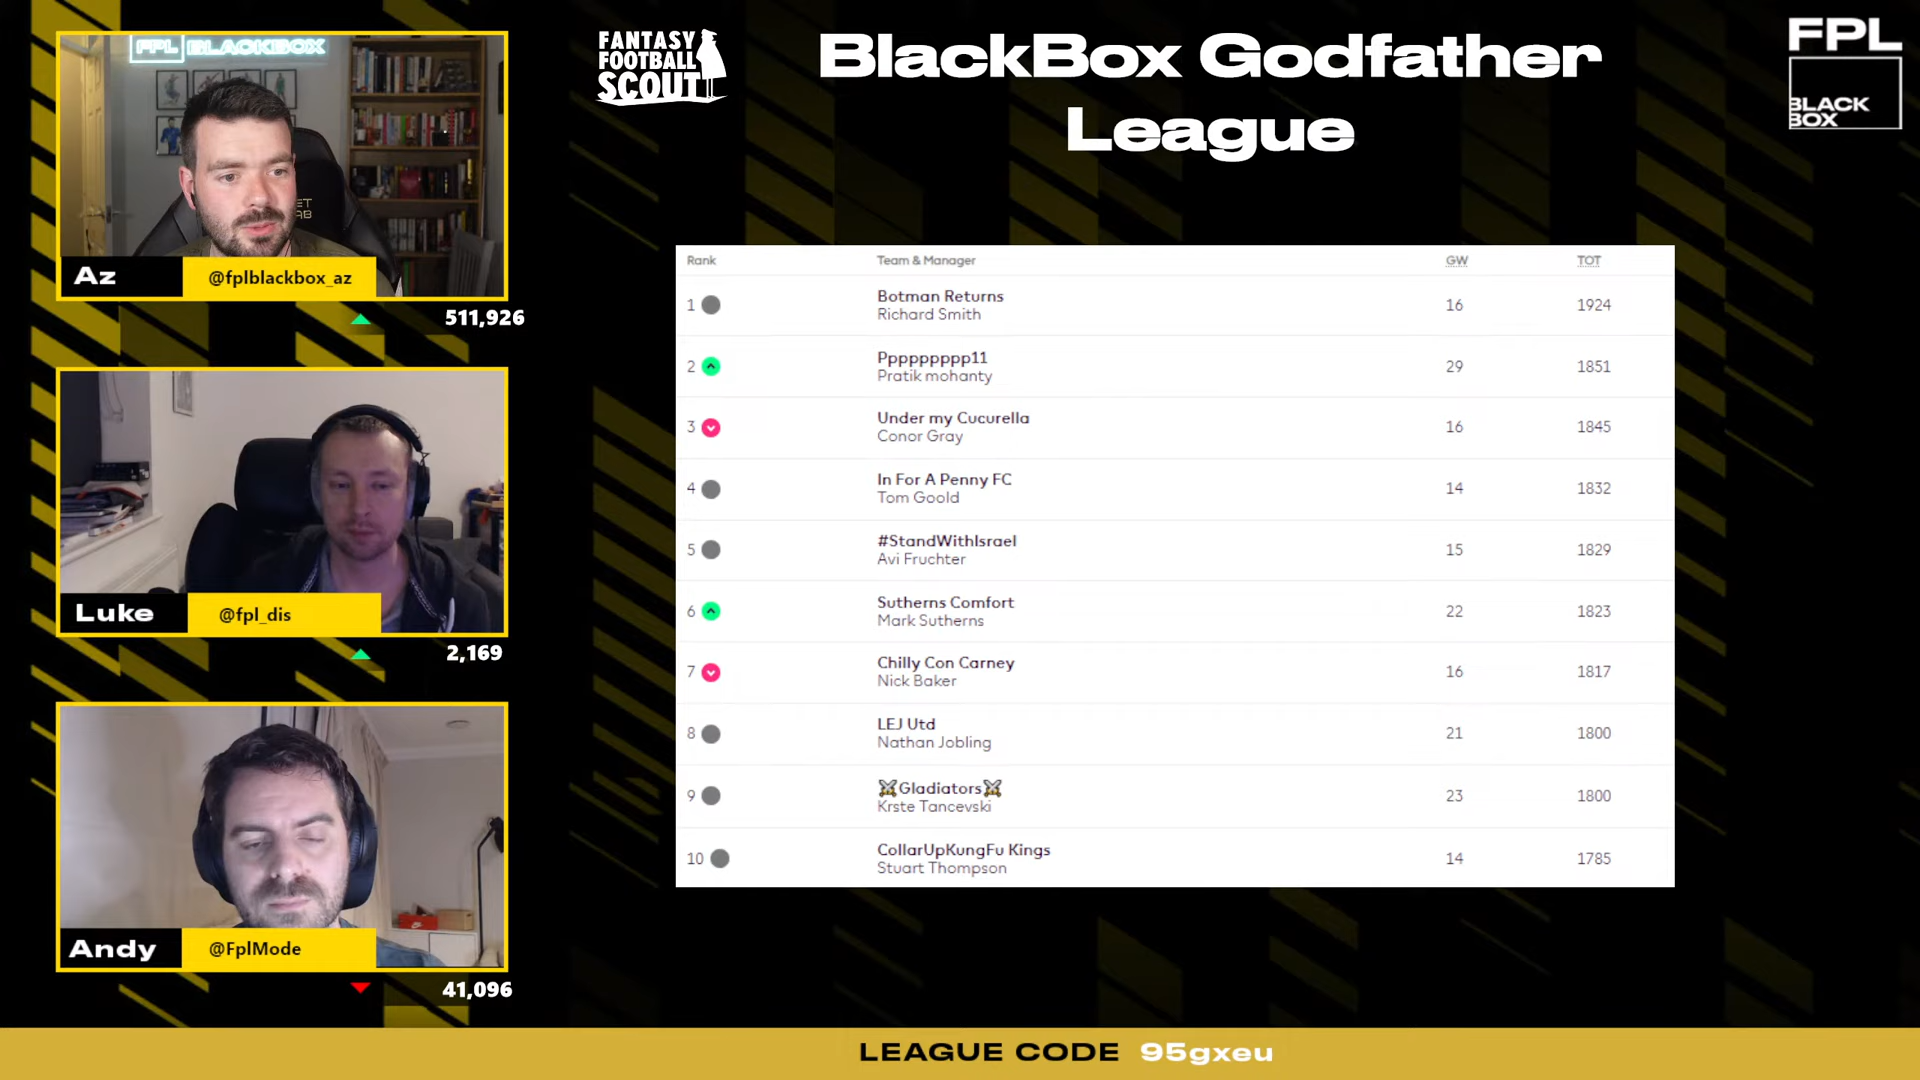 FPL BLACKBOX
Az
@fplblackbox_az
511,926
Luke
@fpl_dis
2,169
Andy
@FplMode
41,096
FANTASY
FOOTBALL
SCOUT
BlackBox Godfather
League
FPL
BLACK
BOX
Rank Team & Manager GW TOT
1 Botman Returns 16 1924
Richard Smith
2 Ppppppppp11 29 1851
Pratik mohanty
3 Under my Cucurella 16 1845
Conor Gray
4 In For A Penny FC 14 1832
Tom Goold
5 #StandWithIsrael 15 1829
Avi Fruchter
6 Sutherns Comfort 22 1823
Mark Sutherns
7 Chilly Con Carney 16 1817
Nick Baker
8 LEJ Utd 21 1800
Nathan Jobling
9 ⚔️Gladiators⚔️ 23 1800
Krste Tancevski
10 CollarUpKungFu Kings 14 1785
Stuart Thompson
LEAGUE CODE 95gxeu